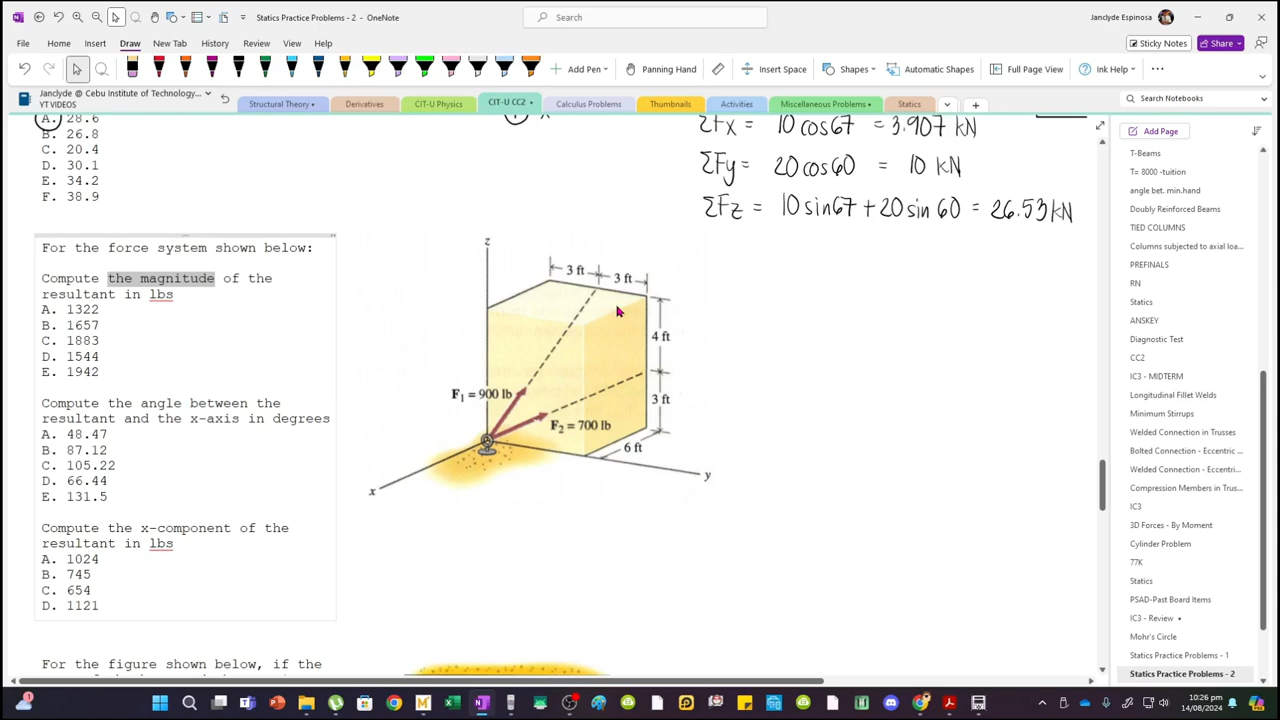 Statics Practice Problems - 2 - OneNote
Search
Janclyde Espinosa
File Home Insert Draw New Tab History Review View Help
Sticky Notes
Share
Add Pen
Panning Hand
Insert Space
Shapes
Automatic Shapes
Full Page View
Ink Help
Janclyde @ Cebu Institute of Technology...
YT VIDEOS
Structural Theory
Derivatives
CIT-U Physics
CIT-U CC2
Calculus Problems
Thumbnails
Activities
Miscellaneous Problems
Statics
Search Notebooks
A. 28.6
B. 26.8
C. 20.4
D. 30.1
E. 34.2
F. 38.9
x
ΣFx = 10 cos67 = 3.907 kN
ΣFy = 20 cos 60 = 10 kN
ΣFz = 10 sin67 + 20 sin 60 = 26.53 kN
For the force system shown below:
Compute the magnitude of the
resultant in lbs
A. 1322
B. 1657
C. 1883
D. 1544
E. 1942
Compute the angle between the
resultant and the x-axis in degrees
A. 48.47
B. 87.12
C. 105.22
D. 66.44
E. 131.5
Compute the x-component of the
resultant in lbs
A. 1024
B. 745
C. 654
D. 1121
For the figure shown below, if the
z
3 ft
3 ft
4 ft
F1 = 900 lb
3 ft
F2 = 700 lb
6 ft
y
x
Add Page
T-Beams
T= 8000 -tuition
angle bet. min.hand
Doubly Reinforced Beams
TIED COLUMNS
Columns subjected to axial loa...
PREFINALS
RN
Statics
ANSKEY
Diagnostic Test
CC2
IC3 - MIDTERM
Longitudinal Fillet Welds
Minimum Stirrups
Welded Connection in Trusses
Bolted Connection - Eccentric ...
Welded Connection - Eccentri...
Compression Members in Trus...
IC3
3D Forces - By Moment
Cylinder Problem
77K
Statics
PSAD-Past Board Items
IC3 - Review
Mohr's Circle
Statics Practice Problems - 1
Statics Practice Problems - 2
10:26 pm
14/08/2024